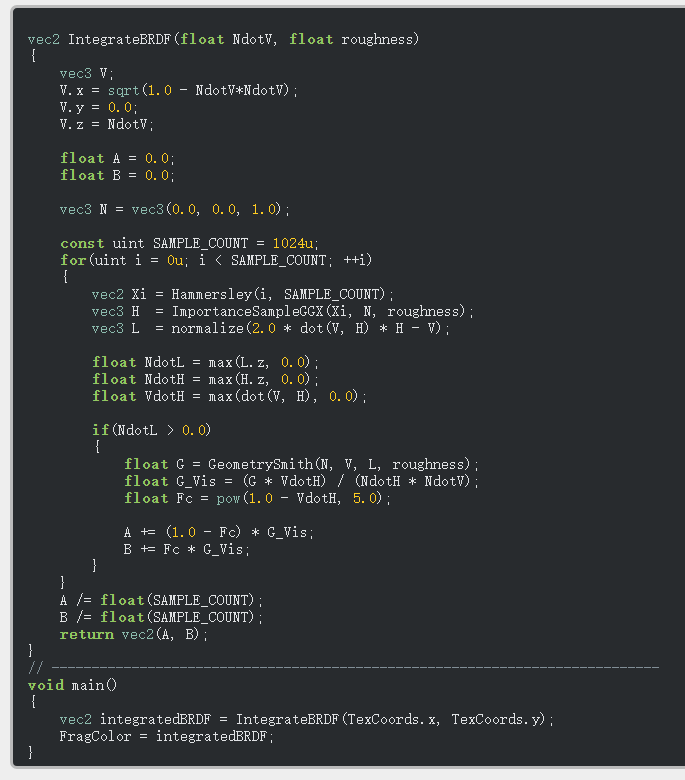 vec2 IntegrateBRDF(float NdotV, float roughness)
{
    vec3 V;
    V.x = sqrt(1.0 - NdotV*NdotV);
    V.y = 0.0;
    V.z = NdotV;

    float A = 0.0;
    float B = 0.0;

    vec3 N = vec3(0.0, 0.0, 1.0);

    const uint SAMPLE_COUNT = 1024u;
    for(uint i = 0u; i < SAMPLE_COUNT; ++i)
    {
        vec2 Xi = Hammersley(i, SAMPLE_COUNT);
        vec3 H  = ImportanceSampleGGX(Xi, N, roughness);
        vec3 L  = normalize(2.0 * dot(V, H) * H - V);

        float NdotL = max(L.z, 0.0);
        float NdotH = max(H.z, 0.0);
        float VdotH = max(dot(V, H), 0.0);

        if(NdotL > 0.0)
        {
            float G = GeometrySmith(N, V, L, roughness);
            float G_Vis = (G * VdotH) / (NdotH * NdotV);
            float Fc = pow(1.0 - VdotH, 5.0);

            A += (1.0 - Fc) * G_Vis;
            B += Fc * G_Vis;
        }
    }
    A /= float(SAMPLE_COUNT);
    B /= float(SAMPLE_COUNT);
    return vec2(A, B);
}
// ----------------------------------------------------------------------------
void main()
{
    vec2 integratedBRDF = IntegrateBRDF(TexCoords.x, TexCoords.y);
    FragColor = integratedBRDF;
}